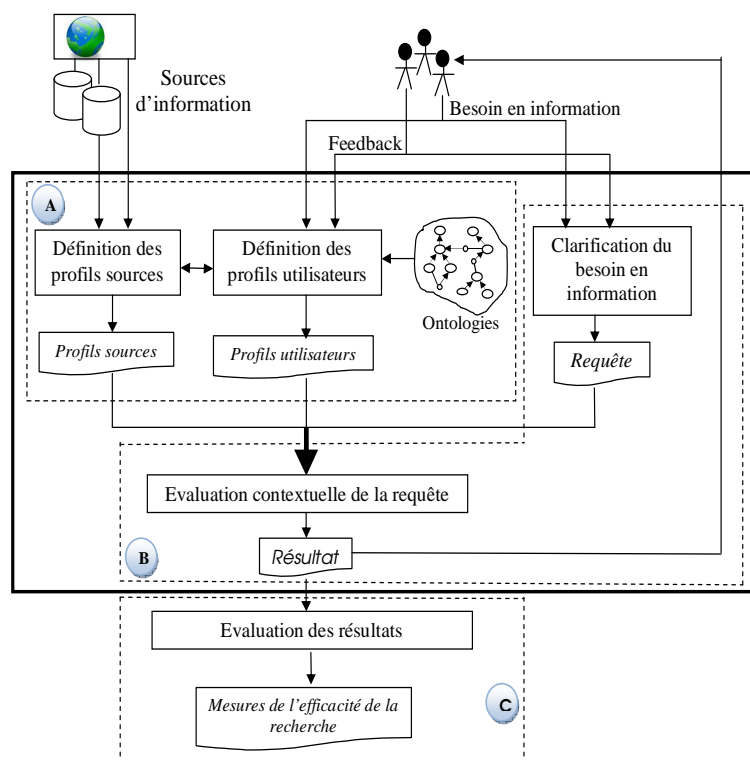 Sources
d'information
Besoin en information
Feedback
A
Définition des
profils sources
Définition des
profils utilisateurs
Clarification du
besoin en
information
Ontologies
Profils sources
Profils utilisateurs
Requête
Evaluation contextuelle de la requête
B
Résultat
Evaluation des résultats
Mesures de l'efficacité de la
recherche
C